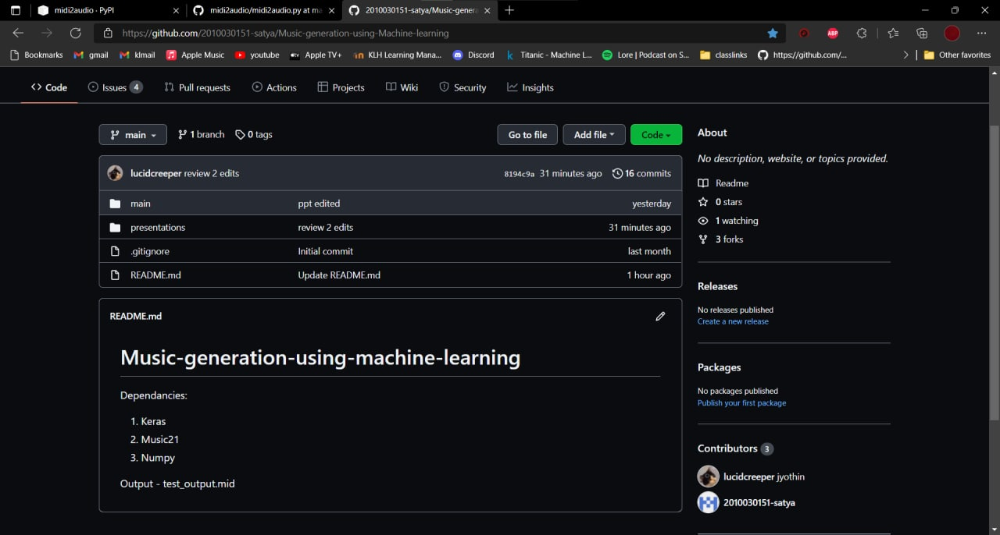 midi2audio · PyPI
midi2audio/midi2audio.py at ma
2010030151-satya/Music-genera
https://github.com/2010030151-satya/Music-generation-using-Machine-learning
ABP
Bookmarks gmail klmail Apple Music youtube Apple TV+ KLH Learning Mana... Discord Titanic - Machine L... Lore | Podcast on S... classlinks https://github.com/... Other favorites
Code Issues 4 Pull requests Actions Projects Wiki Security Insights
main 1 branch 0 tags Go to file Add file Code
lucidcreeper review 2 edits 8194c9a 31 minutes ago 16 commits
main ppt edited yesterday
presentations review 2 edits 31 minutes ago
.gitignore Initial commit last month
README.md Update README.md 1 hour ago
README.md
Music-generation-using-machine-learning
Dependancies:
1. Keras
2. Music21
3. Numpy
Output - test_output.mid
About
No description, website, or topics provided.
Readme
0 stars
1 watching
3 forks
Releases
No releases published
Create a new release
Packages
No packages published
Publish your first package
Contributors 3
lucidcreeper jyothin
2010030151-satya